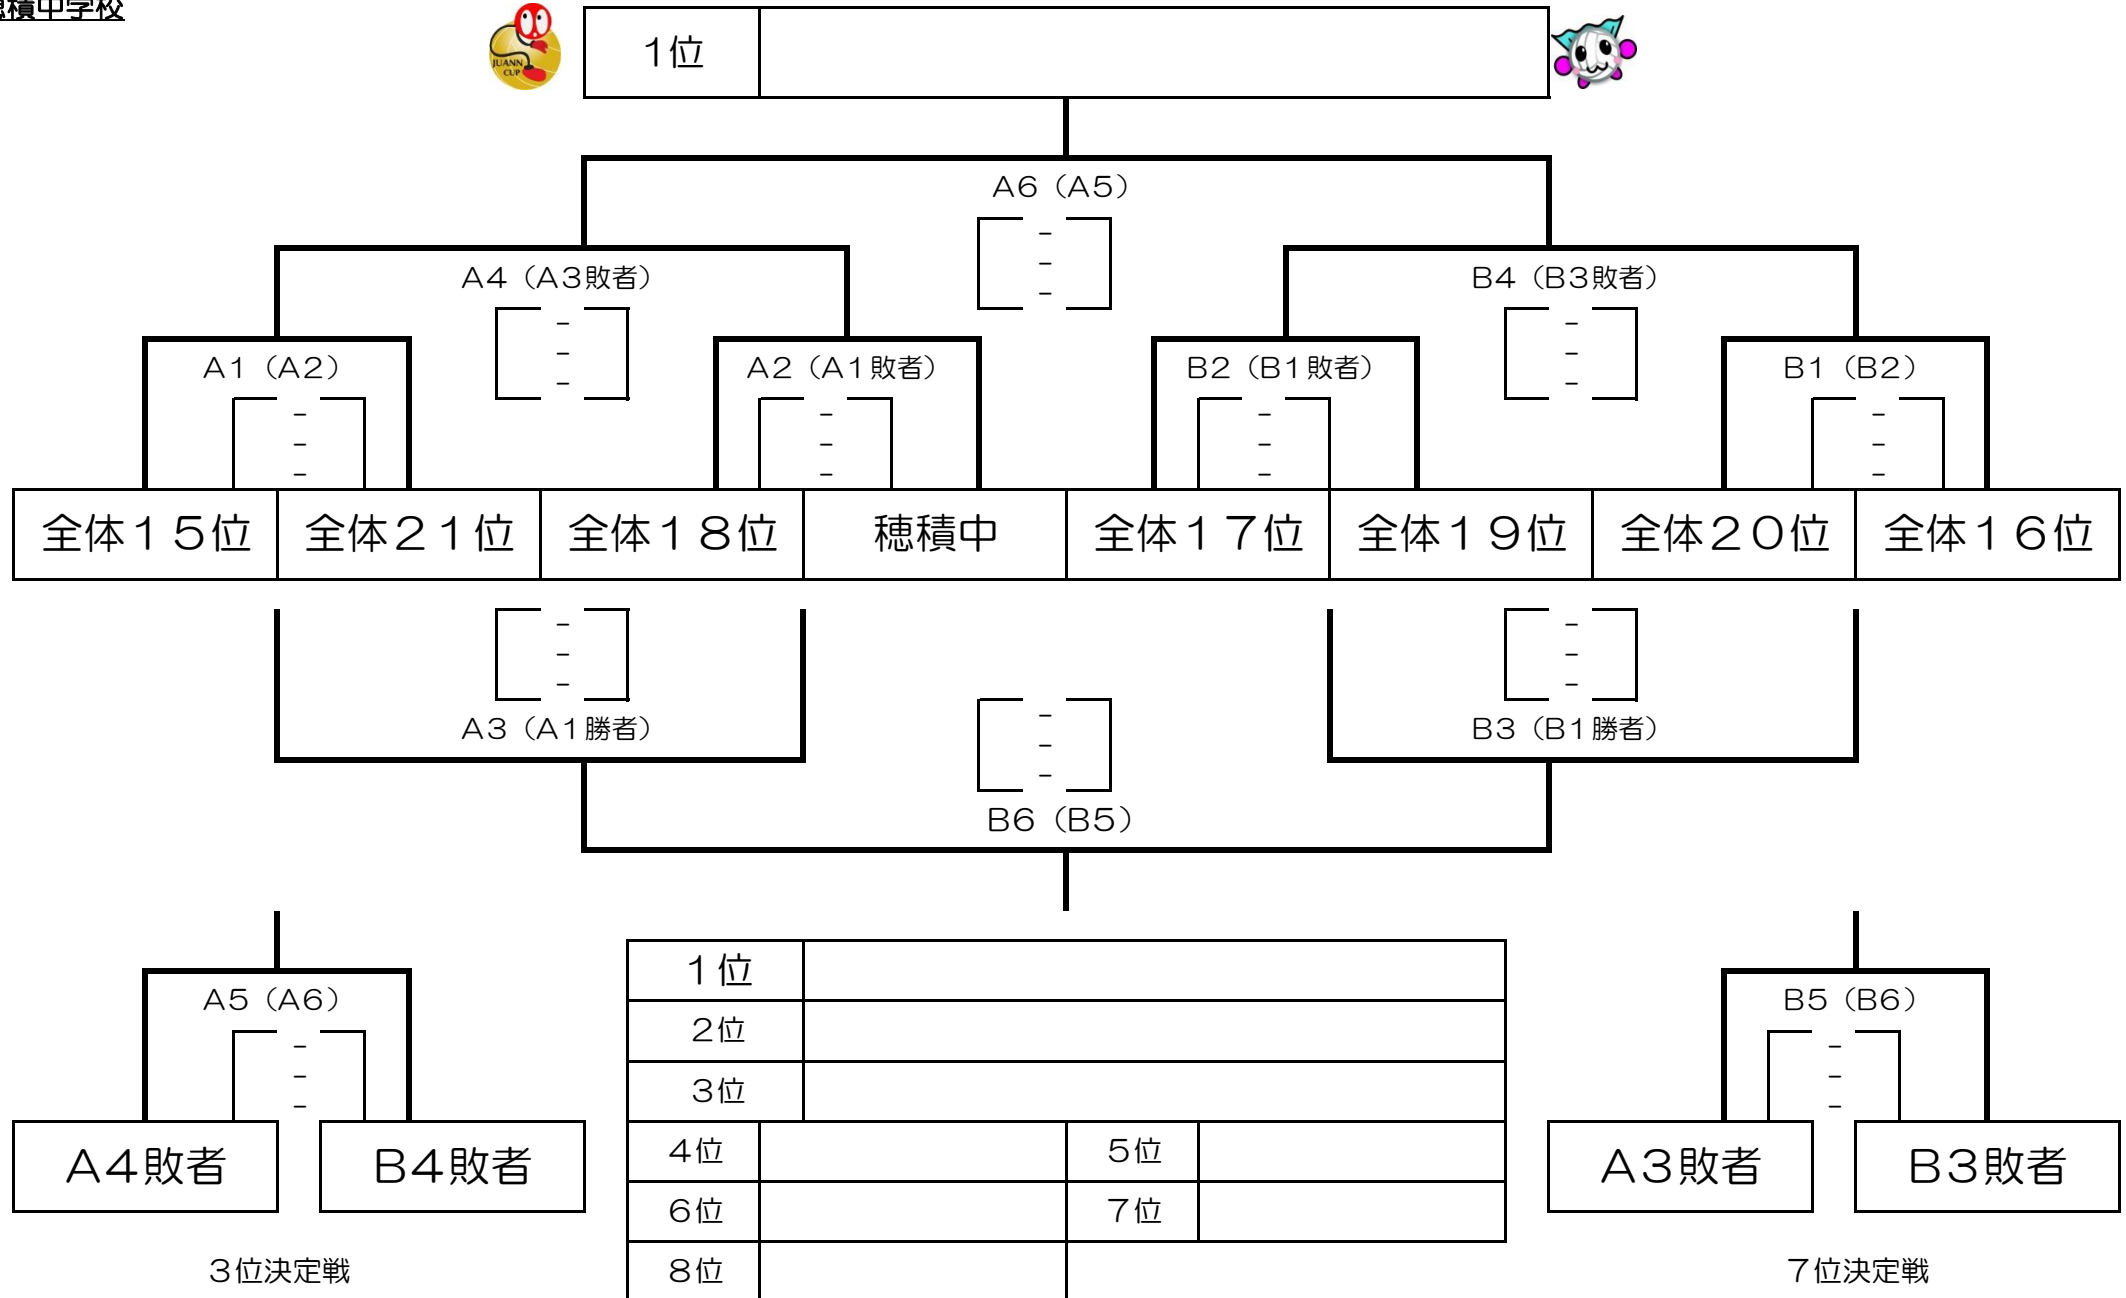 穂積中学校
JUANN
CUP
1位
A6（A5）
-
-
-
A4（A3敗者）
-
-
-
B4（B3敗者）
-
-
-
A1（A2）
-
-
-
A2（A1敗者）
-
-
-
B2（B1敗者）
-
-
-
B1（B2）
-
-
-
全体１５位 全体２１位 全体１８位 穂積中 全体１７位 全体１９位 全体２０位 全体１６位
-
-
-
A3（A1勝者）
-
-
-
B3（B1勝者）
-
-
-
B6（B5）
A5（A6）
-
-
-
A4敗者 B4敗者
3位決定戦
1位
2位
3位
4位 5位
6位 7位
8位
B5（B6）
-
-
-
A3敗者 B3敗者
7位決定戦